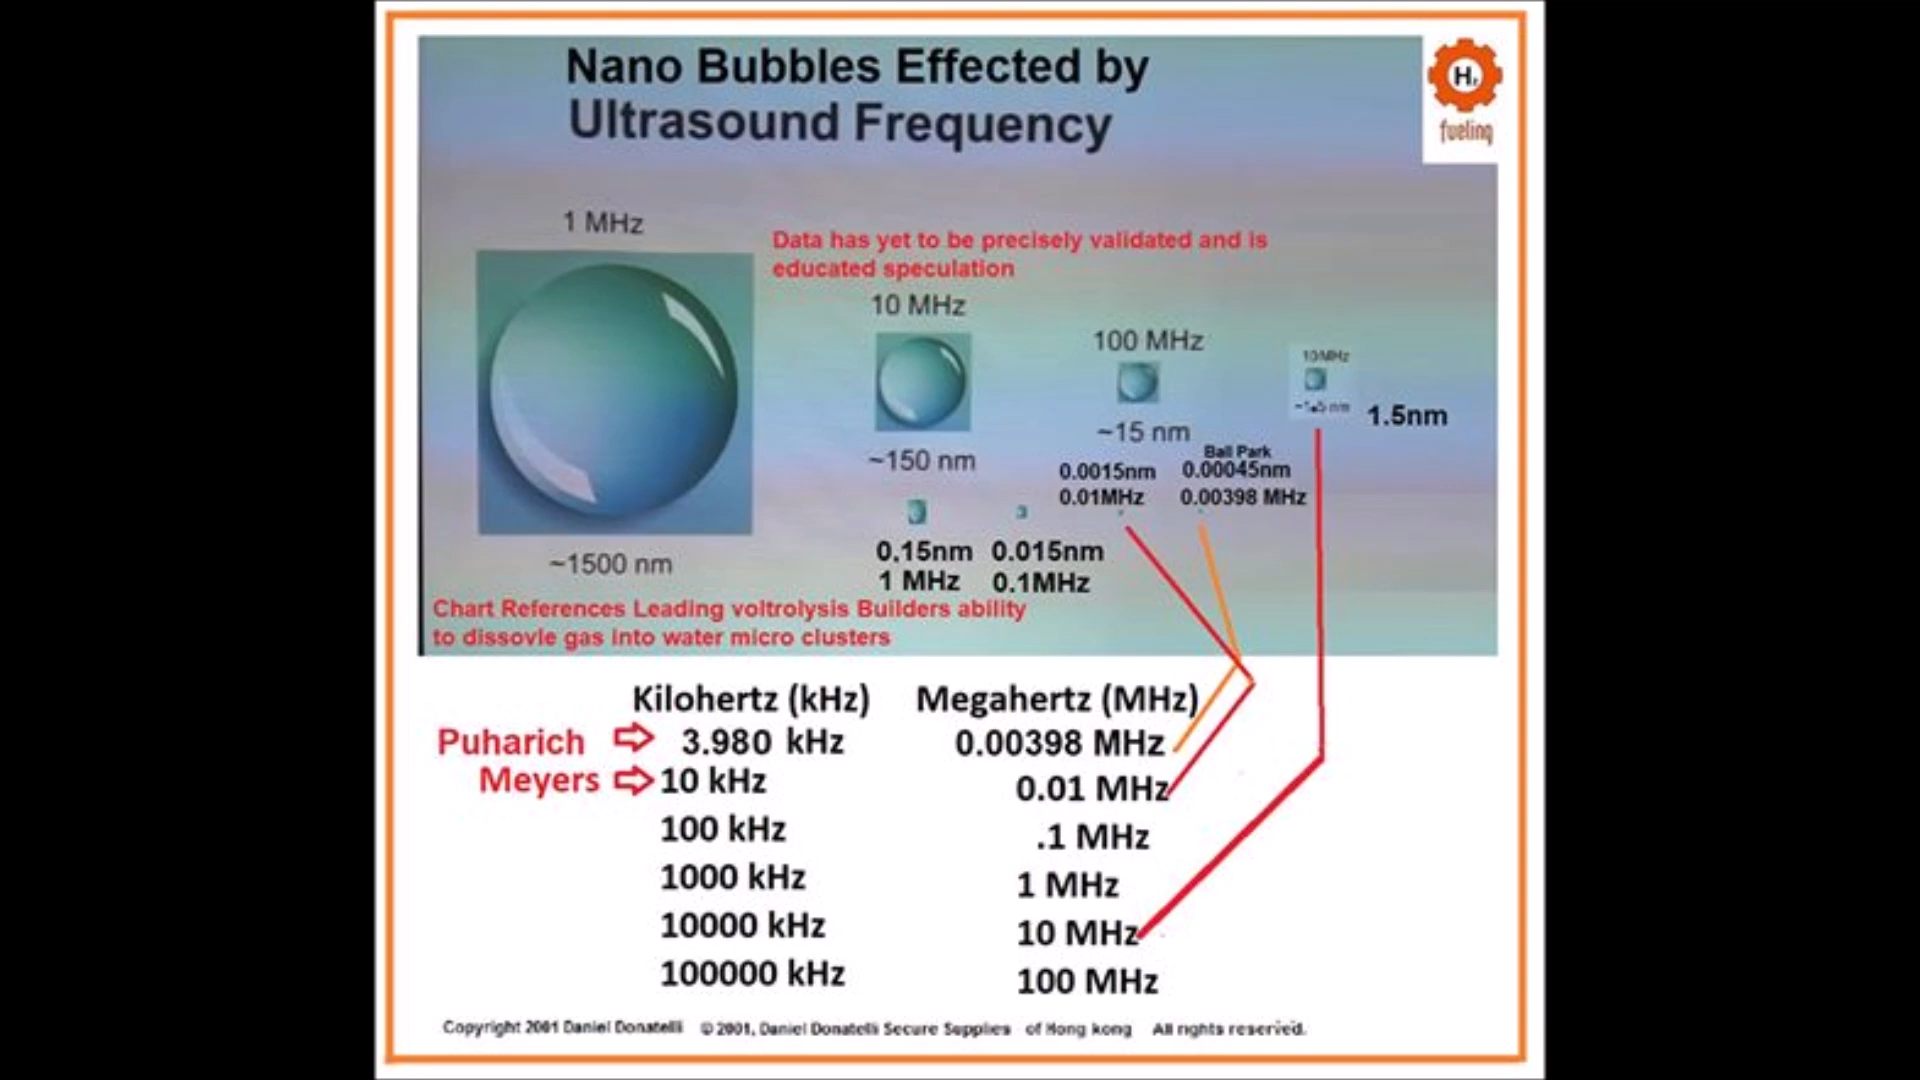 Nano Bubbles Effected by
Ultrasound Frequency
H₂
fueling
1 MHz
~1500 nm
Data has yet to be precisely validated and is
educated speculation
10 MHz
~150 nm
100 MHz
~15 nm
10MHz
1.5nm
Ball Park
0.0015nm 0.00045nm
0.01MHz 0.00398 MHz
0.15nm 0.015nm
1 MHz 0.1MHz
Chart References Leading voltrolysis Builders ability
to dissovle gas into water micro clusters
Kilohertz (kHz) Megahertz (MHz)
Puharich 3.980 kHz 0.00398 MHz
Meyers 10 kHz 0.01 MHz
100 kHz .1 MHz
1000 kHz 1 MHz
10000 kHz 10 MHz
100000 kHz 100 MHz
Copyright 2001 Daniel Donatelli © 2001, Daniel Donatelli Secure Supplies of Hong kong All rights reserved.